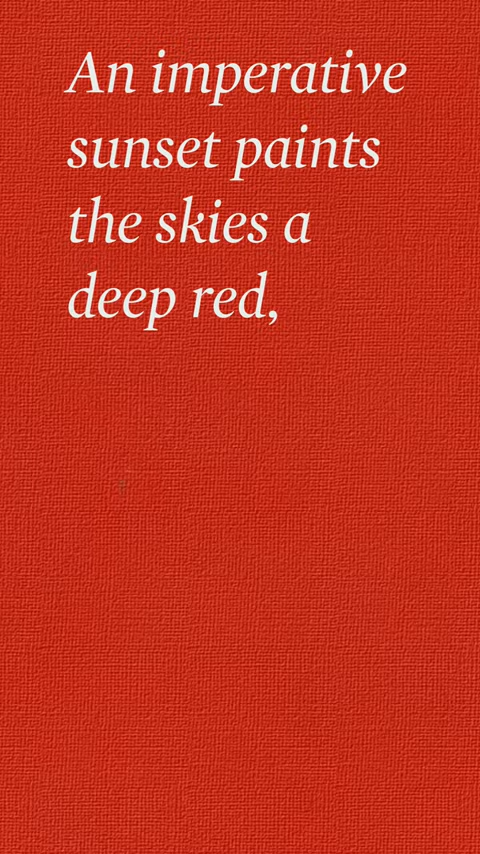 An imperative
sunset paints
the skies a
deep red,